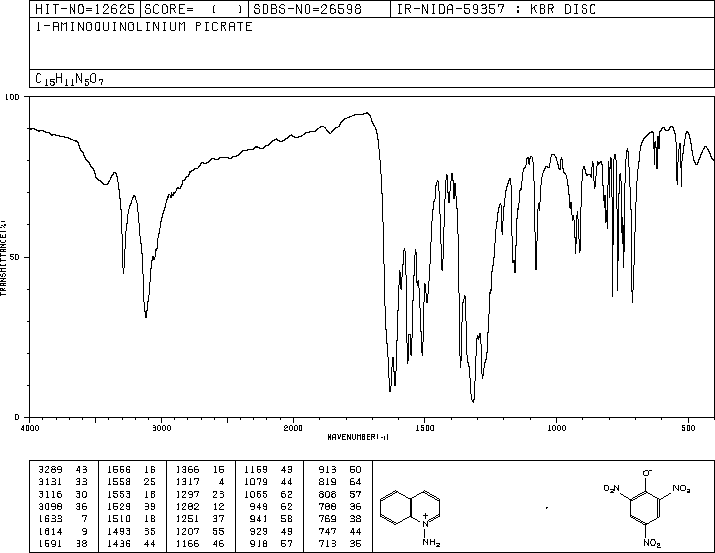 HIT-NO=12625 SCORE= ( ) SDBS-NO=26598 IR-NIDA-59357 : KBR DISC
1-AMINOQUINOLINIUM PICRATE
C15H11N5O7
100
50
0
TRANSMITTANCE(%)
4000 3000 2000 1500 1000 500
WAVENUMBER(-1)
3289 43 1566 16 1366 15 1159 43 913 50
3131 33 1558 25 1317 4 1079 44 819 64
3116 30 1553 18 1297 23 1065 62 808 57
3098 36 1529 39 1282 12 949 62 788 36
1633 7 1510 18 1251 37 941 58 769 38
1614 9 1493 35 1207 55 929 49 747 44
1591 38 1436 44 1166 46 918 57 713 35
N+
NH2
O-
O2N
NO2
NO2